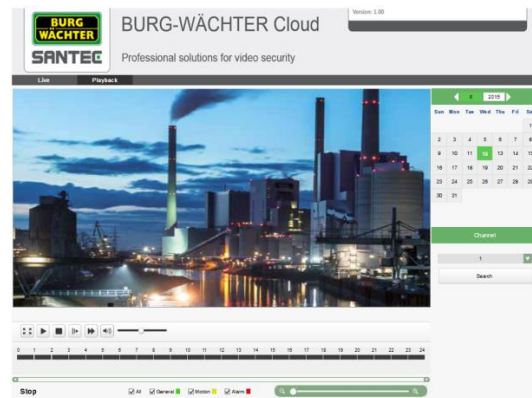 BURG
WÄCHTER
SANTEC
BURG-WÄCHTER Cloud
Professional solutions for video security
Version: 1.00
Live Playback
4 2015
Sun Mon Tue Wed Thu Fri Sa
1
2 3 4 5 6 7 8
9 10 11 12 13 14 15
16 17 18 19 20 21 22
23 24 25 26 27 28 29
30 31
Channel
1
Search
0 1 2 3 4 5 6 7 8 9 10 11 12 13 14 15 16 17 18 19 20 21 22 23 24
Stop All General Motion Alarm